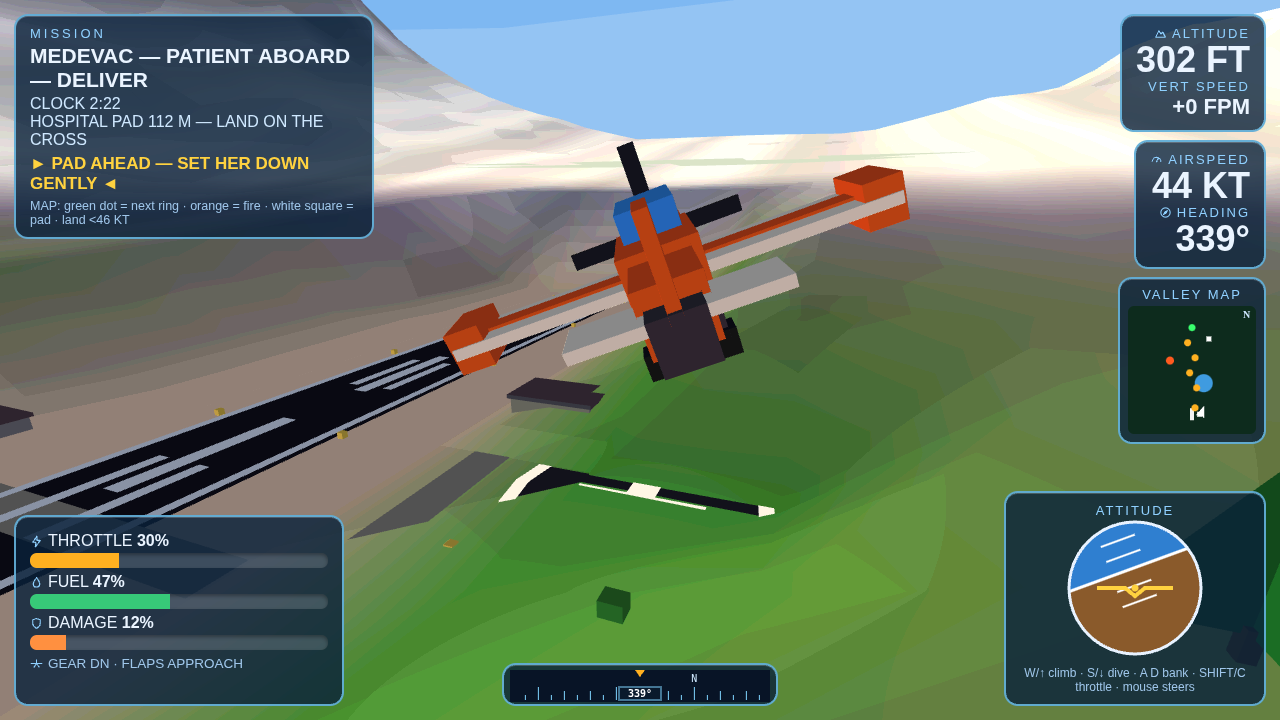 MISSION
MEDEVAC — PATIENT ABOARD
— DELIVER
CLOCK 2:22
HOSPITAL PAD 112 M — LAND ON THE
CROSS
► PAD AHEAD — SET HER DOWN
GENTLY ◄
MAP: green dot = next ring · orange = fire · white square =
pad · land <46 KT
ALTITUDE
302 FT
VERT SPEED
+0 FPM
AIRSPEED
44 KT
HEADING
339°
VALLEY MAP
N
THROTTLE 30%
FUEL 47%
DAMAGE 12%
GEAR DN · FLAPS APPROACH
N
339°
ATTITUDE
W/↑ climb · S/↓ dive · A D bank · SHIFT/C
throttle · mouse steers